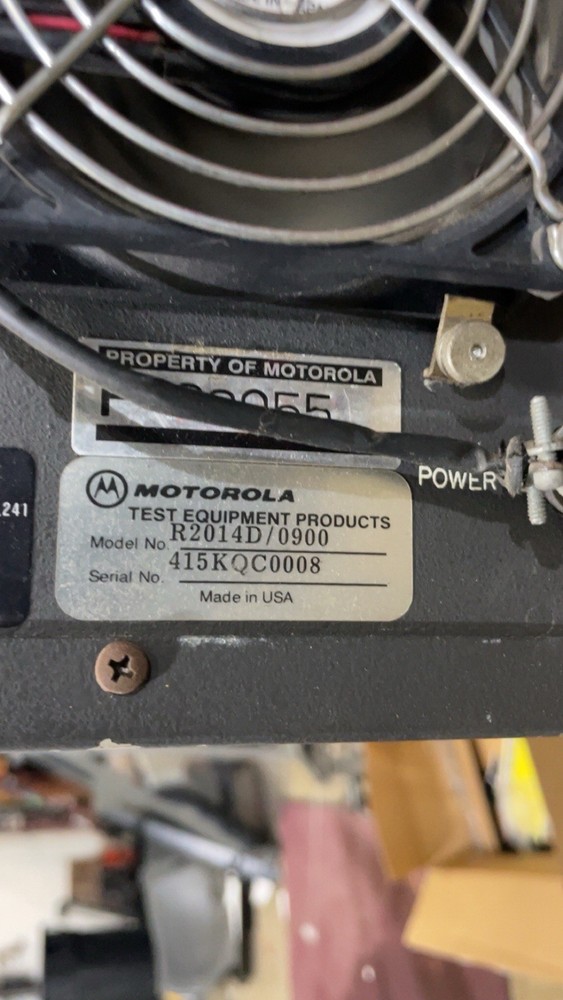 PROPERTY OF MOTOROLA
MOTOROLA
TEST EQUIPMENT PRODUCTS
Model No. R2014D/0900
Serial No. 415KQC0008
Made in USA
POWER
241